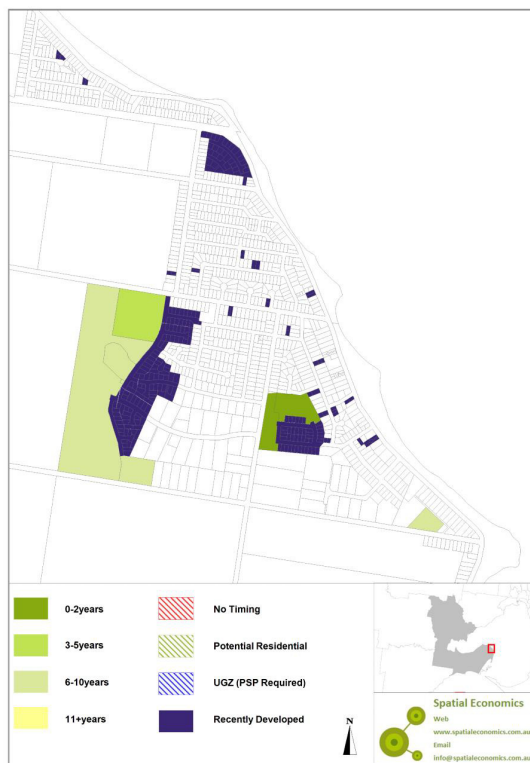 0-2years
No Timing
3-5years
Potential Residential
6-10years
UGZ (PSP Required)
11+years
Recently Developed
N
Spatial Economics
Web
www.spatialeconomics.com.au
Email
info@spatialeconomics.com.au